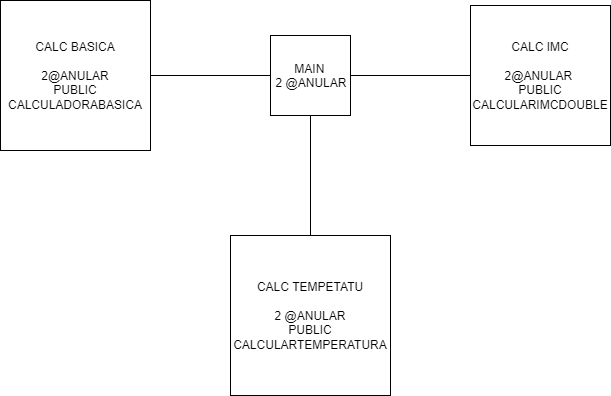 CALC BASICA
2@ANULAR
PUBLIC
CALCULADORABASICA
MAIN
2 @ANULAR
CALC IMC
2@ANULAR
PUBLIC
CALCULARIMCDOUBLE
CALC TEMPETATU
2 @ANULAR
PUBLIC
CALCULARTEMPERATURA